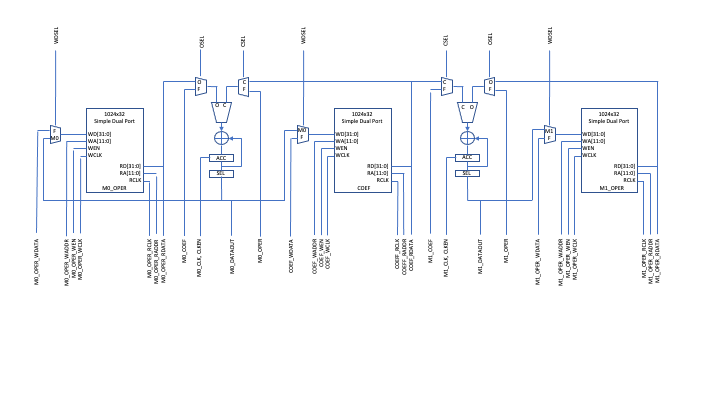 WDSEL
OSEL
CSEL
WDSEL
CSEL
OSEL
WDSEL
O
F
C
F
C
F
O
F
O C
C O
1024x32
Simple Dual Port
WD[31:0]
WA[11:0]
WEN
WCLK
RD[31:0]
RA[11:0]
RCLK
M0_OPER
F
M0
ACC
SEL
M0
F
1024x32
Simple Dual Port
WD[31:0]
WA[11:0]
WEN
WCLK
RD[31:0]
RA[11:0]
RCLK
COEF
ACC
SEL
M1
F
1024x32
Simple Dual Port
WD[31:0]
WA[11:0]
WEN
WCLK
RD[31:0]
RA[11:0]
RCLK
M1_OPER
M0_OPER_WDATA
M0_OPER_WADDR
M0_OPER_WEN
M0_OPER_WCLK
M0_OPER_RCLK
M0_OPER_RADDR
M0_OPER_RDATA
M0_COEF
M0_CLK_CLKEN
M0_DATAOUT
M0_OPER
COEF_WDATA
COEF_WADDR
COEF_WEN
COEF_WCLK
COEF_RCLK
COEFF_RADDR
COEF_RDATA
M1_COEF
M1_CLK_CLKEN
M1_DATAOUT
M1_OPER
M1_OPER_WDATA
M1_OPER_WADDR
M1_OPER_WEN
M1_OPER_WCLK
M1_OPER_RCLK
M1_OPER_RADDR
M1_OPER_RDATA